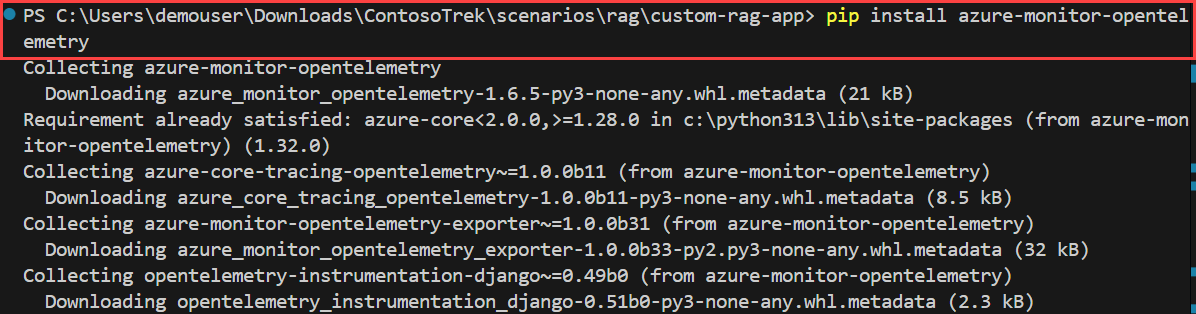 PS C:\Users\demouser\Downloads\ContosoTrek\scenarios\rag\custom-rag-app> pip install azure-monitor-opentel
emetry
Collecting azure-monitor-opentelemetry
  Downloading azure_monitor_opentelemetry-1.6.5-py3-none-any.whl.metadata (21 kB)
Requirement already satisfied: azure-core<2.0.0,>=1.28.0 in c:\python313\lib\site-packages (from azure-mon
itor-opentelemetry) (1.32.0)
Collecting azure-core-tracing-opentelemetry~=1.0.0b11 (from azure-monitor-opentelemetry)
  Downloading azure_core_tracing_opentelemetry-1.0.0b11-py3-none-any.whl.metadata (8.5 kB)
Collecting azure-monitor-opentelemetry-exporter~=1.0.0b31 (from azure-monitor-opentelemetry)
  Downloading azure_monitor_opentelemetry_exporter-1.0.0b33-py2.py3-none-any.whl.metadata (32 kB)
Collecting opentelemetry-instrumentation-django~=0.49b0 (from azure-monitor-opentelemetry)
  Downloading opentelemetry_instrumentation_django-0.51b0-py3-none-any.whl.metadata (2.3 kB)